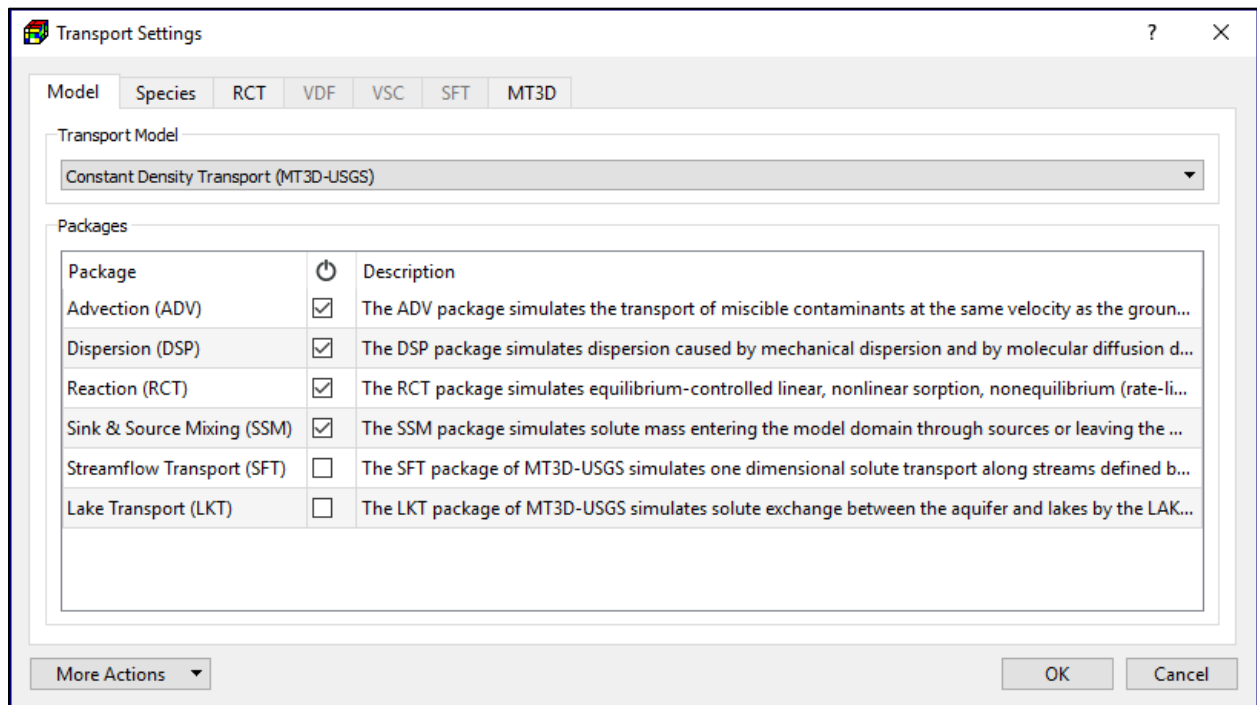 Transport Settings ?
Model Species RCT VDF VSC SFT MT3D
Transport Model
Constant Density Transport (MT3D-USGS)
Packages
Package Description
Advection (ADV) The ADV package simulates the transport of miscible contaminants at the same velocity as the groun...
Dispersion (DSP) The DSP package simulates dispersion caused by mechanical dispersion and by molecular diffusion d...
Reaction (RCT) The RCT package simulates equilibrium-controlled linear, nonlinear sorption, nonequilibrium (rate-li...
Sink & Source Mixing (SSM) The SSM package simulates solute mass entering the model domain through sources or leaving the ...
Streamflow Transport (SFT) The SFT package of MT3D-USGS simulates one dimensional solute transport along streams defined b...
Lake Transport (LKT) The LKT package of MT3D-USGS simulates solute exchange between the aquifer and lakes by the LAK...
More Actions OK Cancel